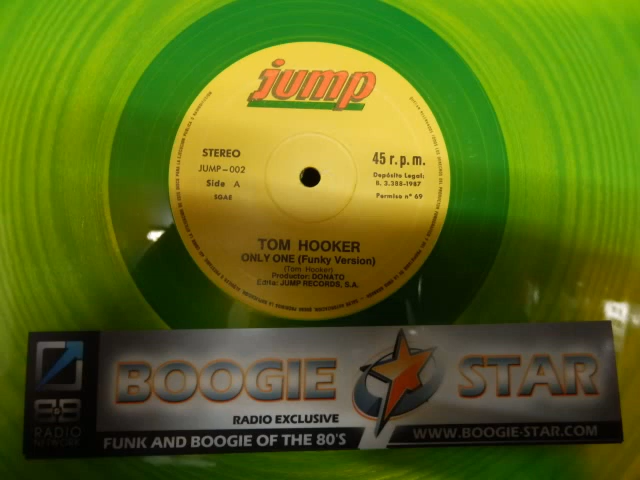 jump
STEREO
45 r.p.m.
JUMP-002
Depósito Legal:
Side A
B. 3.388-1987
SGAE
Permiso n° 69
TOM HOOKER
ONLY ONE (Funky Version)
(Tom Hooker)
Productor: DONATO
Edita: JUMP RECORDS, S.A.
BOOGIE STAR
RADIO EXCLUSIVE
RADIO
NETWORK
FUNK AND BOOGIE OF THE 80'S
WWW.BOOGIE-STAR.COM